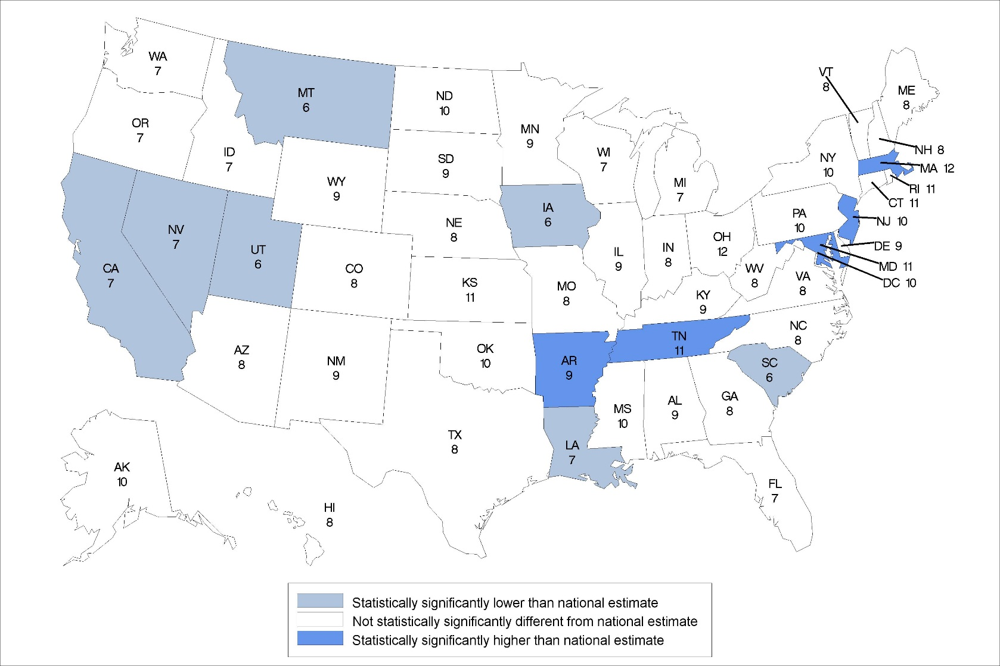 WA
7
MT
6
ND
10
MN
9
VT
8
ME
8
OR
7
ID
7
WY
9
SD
9
WI
7
MI
7
NY
10
NH 8
MA 12
RI 11
CT 11
NJ 10
DE 9
MD 11
DC 10
IA
6
NE
8
PA
10
OH
12
IN
8
IL
9
NV
7
UT
6
CA
7
CO
8
KS
11
MO
8
WV
8
VA
8
KY
9
NC
8
TN
11
AZ
8
NM
9
OK
10
AR
9
SC
6
MS
10
AL
9
GA
8
TX
8
LA
7
FL
7
AK
10
HI
8
Statistically significantly lower than national estimate
Not statistically significantly different from national estimate
Statistically significantly higher than national estimate